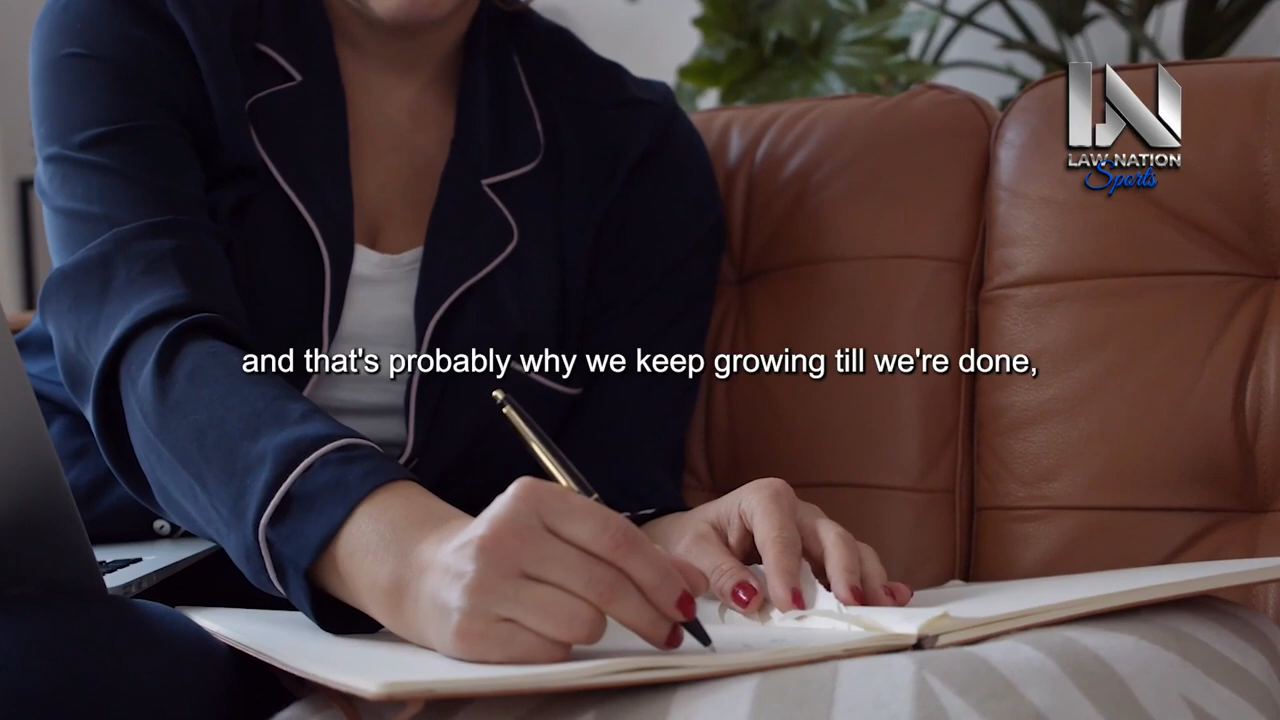 LAW NATION
Sports
and that's probably why we keep growing till we're done,